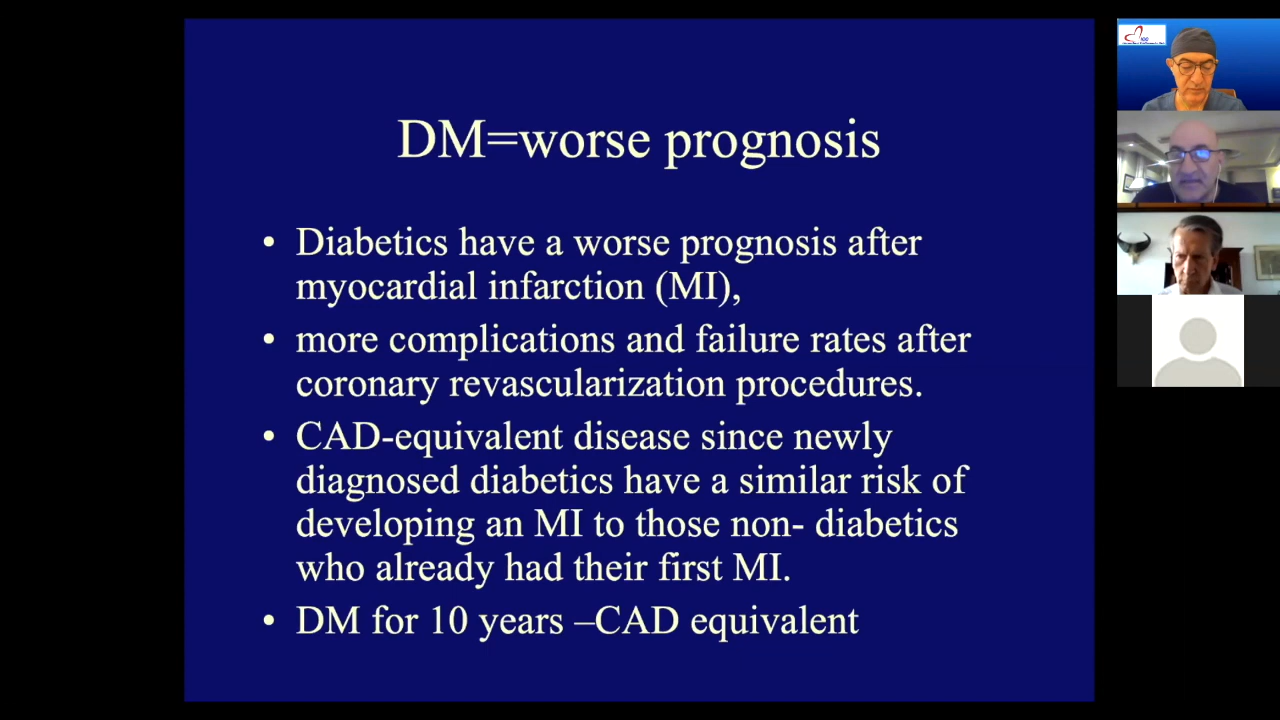 DM=worse prognosis
• Diabetics have a worse prognosis after
myocardial infarction (MI),
• more complications and failure rates after
coronary revascularization procedures.
• CAD-equivalent disease since newly
diagnosed diabetics have a similar risk of
developing an MI to those non- diabetics
who already had their first MI.
• DM for 10 years –CAD equivalent